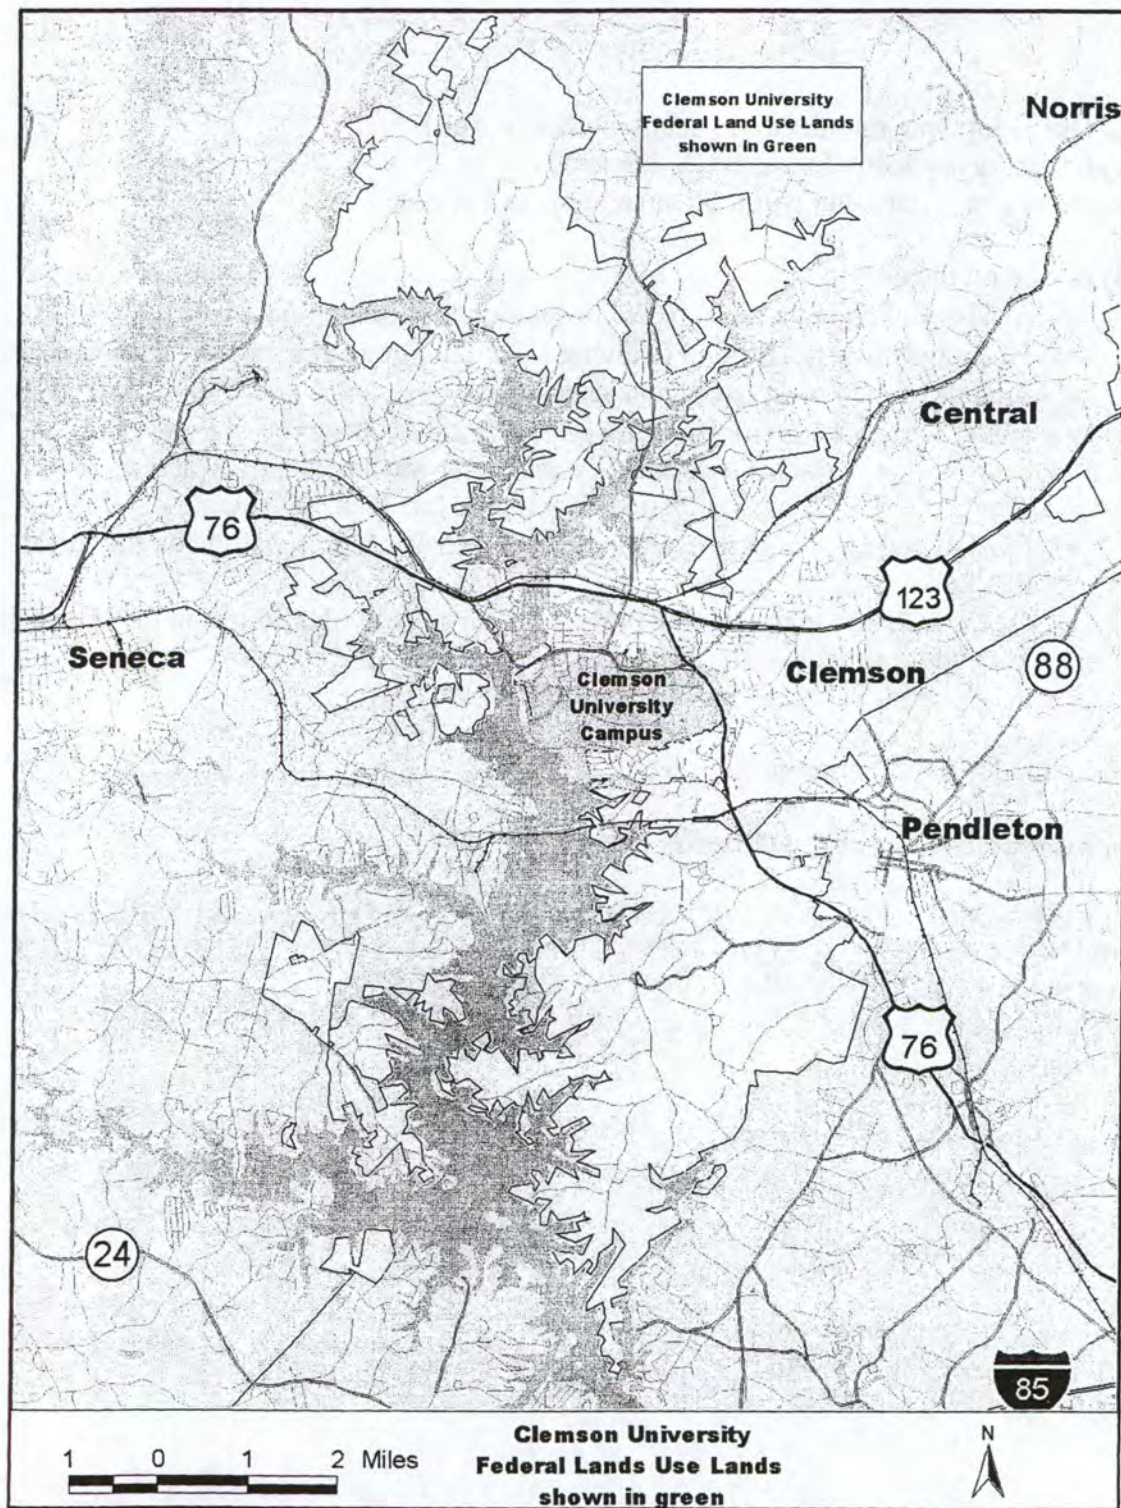 Clemson University
Federal Land Use Lands
shown in Green
Norris
Central
76
123
Seneca
Clemson
88
Clemson
University
Campus
Pendleton
76
24
85
1 0 1 2 Miles
Clemson University
Federal Lands Use Lands
shown in green
N